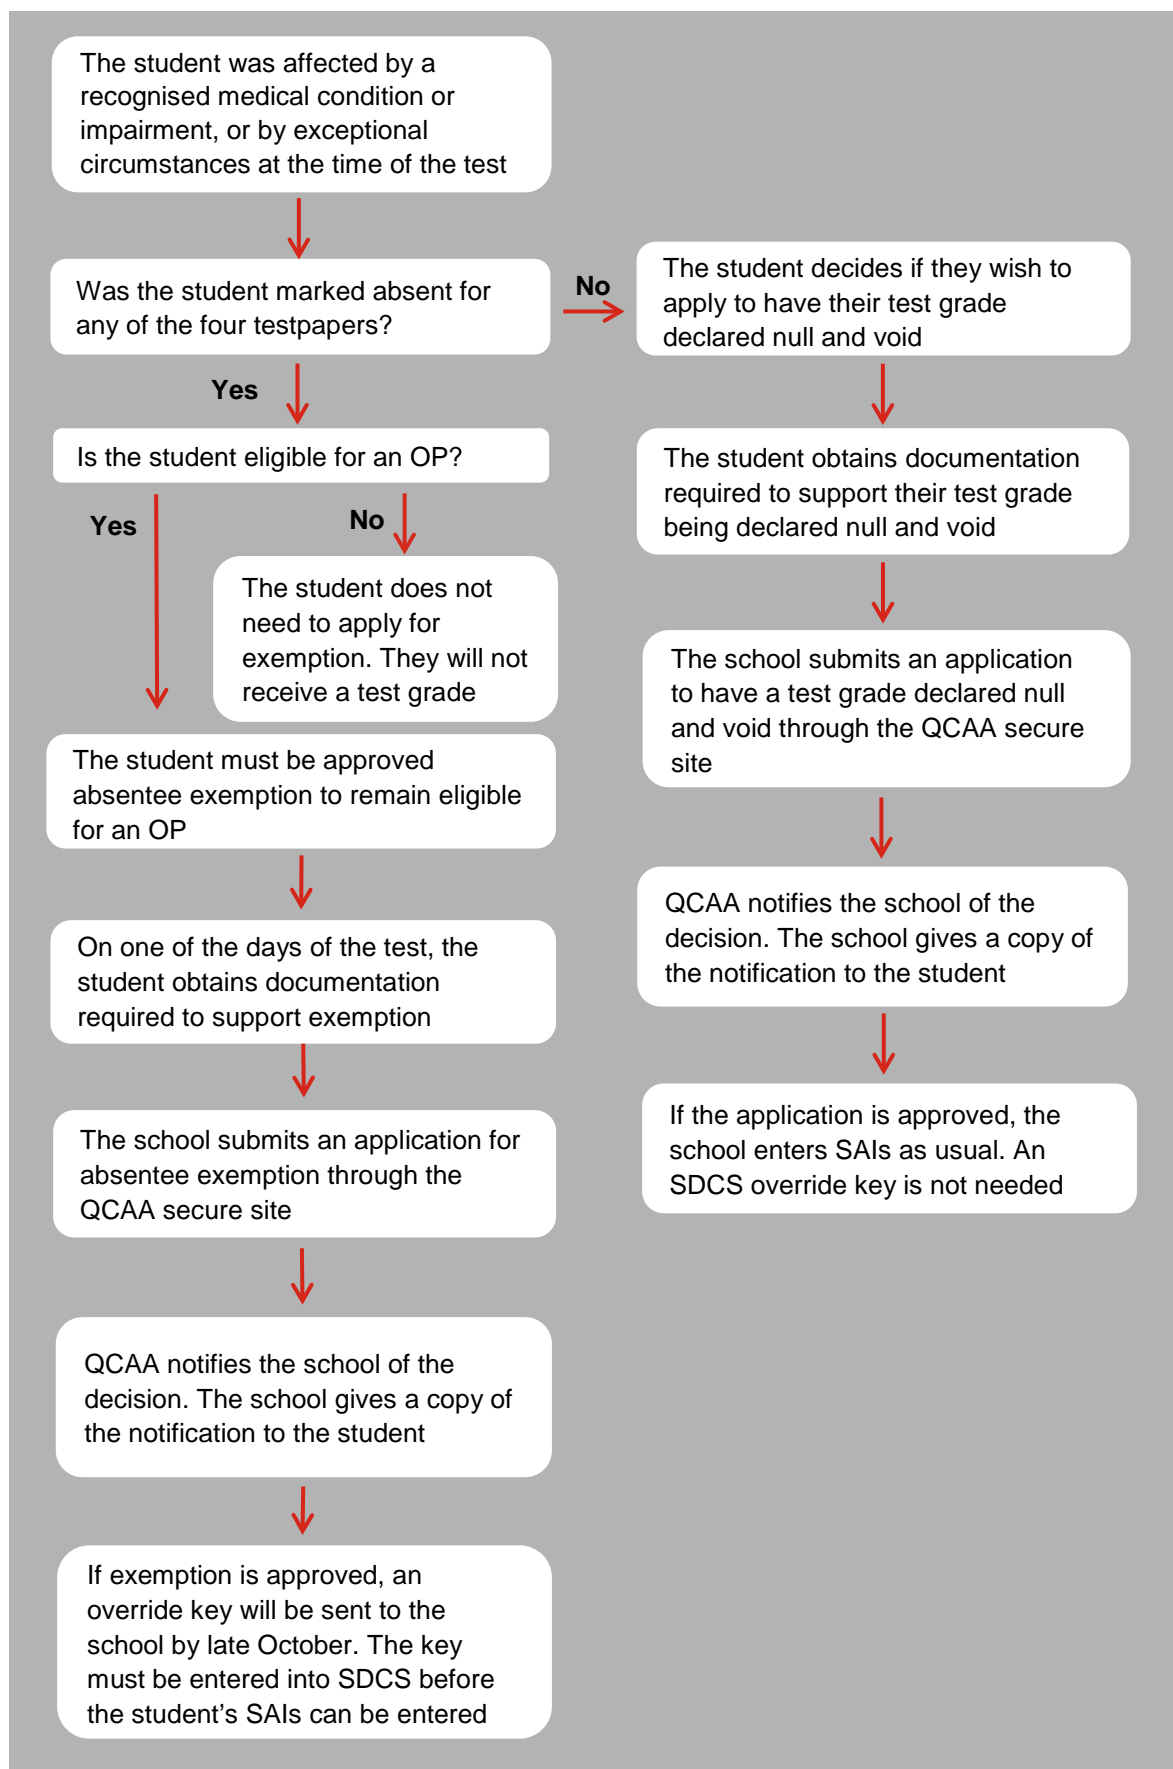 The student was affected by a
recognised medical condition or
impairment, or by exceptional
circumstances at the time of the test
Was the student marked absent for
any of the four testpapers?
No
The student decides if they wish to
apply to have their test grade
declared null and void
Yes
Is the student eligible for an OP?
Yes
No
The student does not
need to apply for
exemption. They will not
receive a test grade
The student must be approved
absentee exemption to remain eligible
for an OP
On one of the days of the test, the
student obtains documentation
required to support exemption
The school submits an application for
absentee exemption through the
QCAA secure site
QCAA notifies the school of the
decision. The school gives a copy of
the notification to the student
If exemption is approved, an
override key will be sent to the
school by late October. The key
must be entered into SDCS before
the student’s SAIs can be entered
The student obtains documentation
required to support their test grade
being declared null and void
The school submits an application
to have a test grade declared null
and void through the QCAA secure
site
QCAA notifies the school of the
decision. The school gives a copy of
the notification to the student
If the application is approved, the
school enters SAIs as usual. An
SDCS override key is not needed